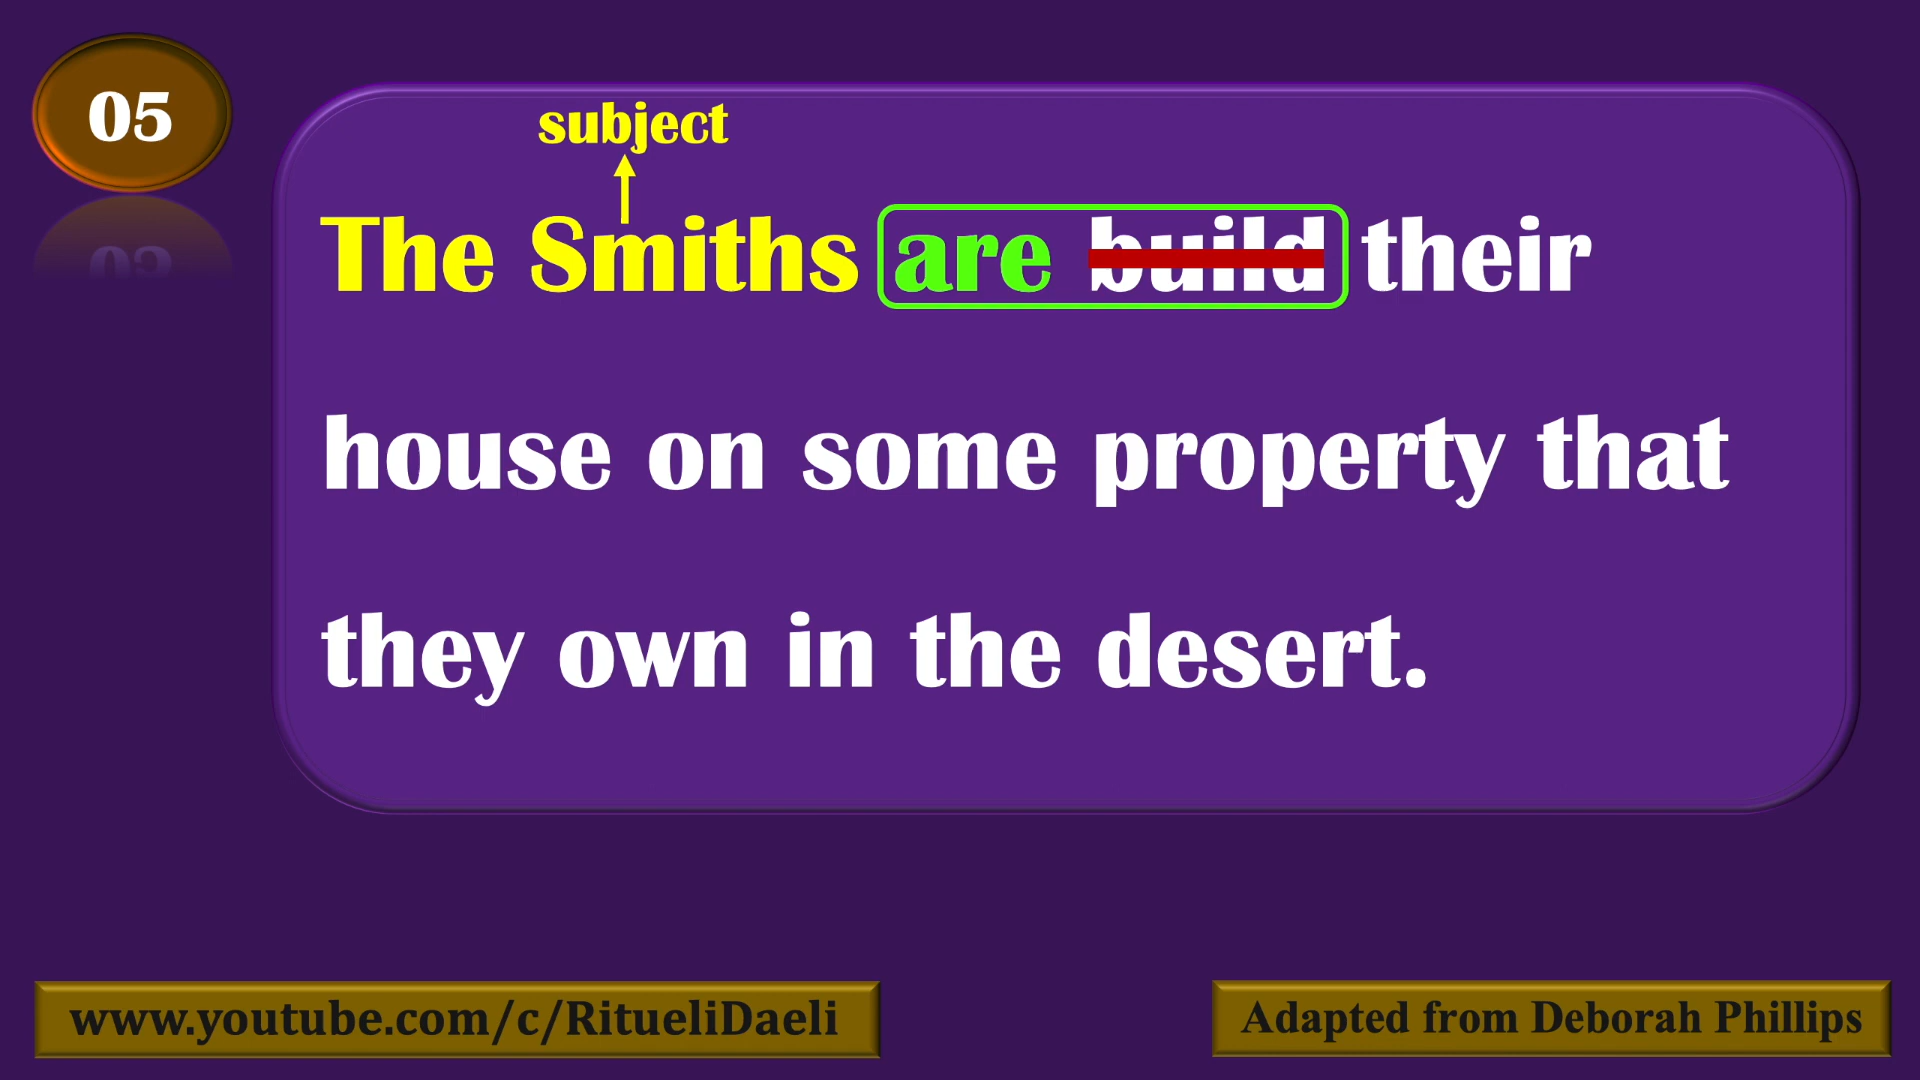 05
subject
The Smiths are build their
house on some property that
they own in the desert.
www.youtube.com/c/RitueliDaeli
Adapted from Deborah Phillips